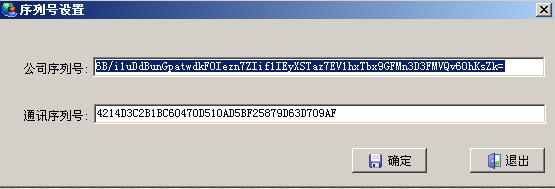 序列号设置
公司序列号:
6B/i1uDdBunGpatwdkFOIezn7ZIif1IEyXSTaz7EV1hxTbx9GFMn3D3FMVQv6OhKsZk=
通讯序列号:
4214D3C2B1BC60470D510AD5BF25879D63D709AF
确定
退出